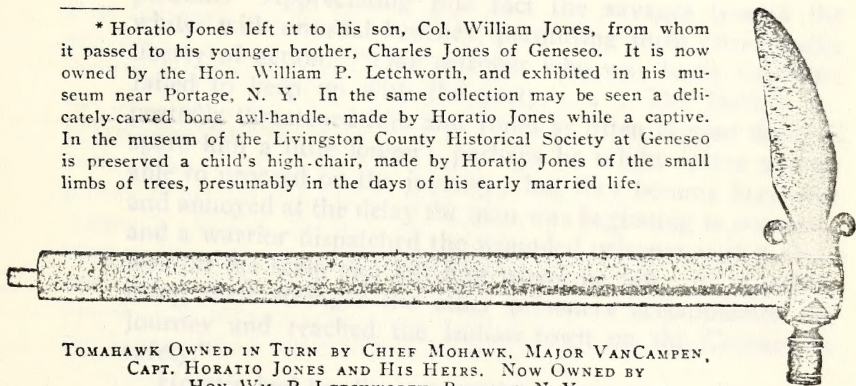 * Horatio Jones left it to his son, Col. William Jones, from whom
it passed to his younger brother, Charles Jones of Geneseo. It is now
owned by the Hon. William P. Letchworth, and exhibited in his mu-
seum near Portage, N. Y. In the same collection may be seen a deli-
cately-carved bone awl-handle, made by Horatio Jones while a captive.
In the museum of the Livingston County Historical Society at Geneseo
is preserved a child's high-chair, made by Horatio Jones of the small
limbs of trees, presumably in the days of his early married life.
TOMAHAWK OWNED IN TURN BY CHIEF MOHAWK, MAJOR VANCAMPEN,
CAPT. HORATIO JONES AND HIS HEIRS. NOW OWNED BY
HON. WM. P. LETCHWORTH, PORTAGE, N. Y.